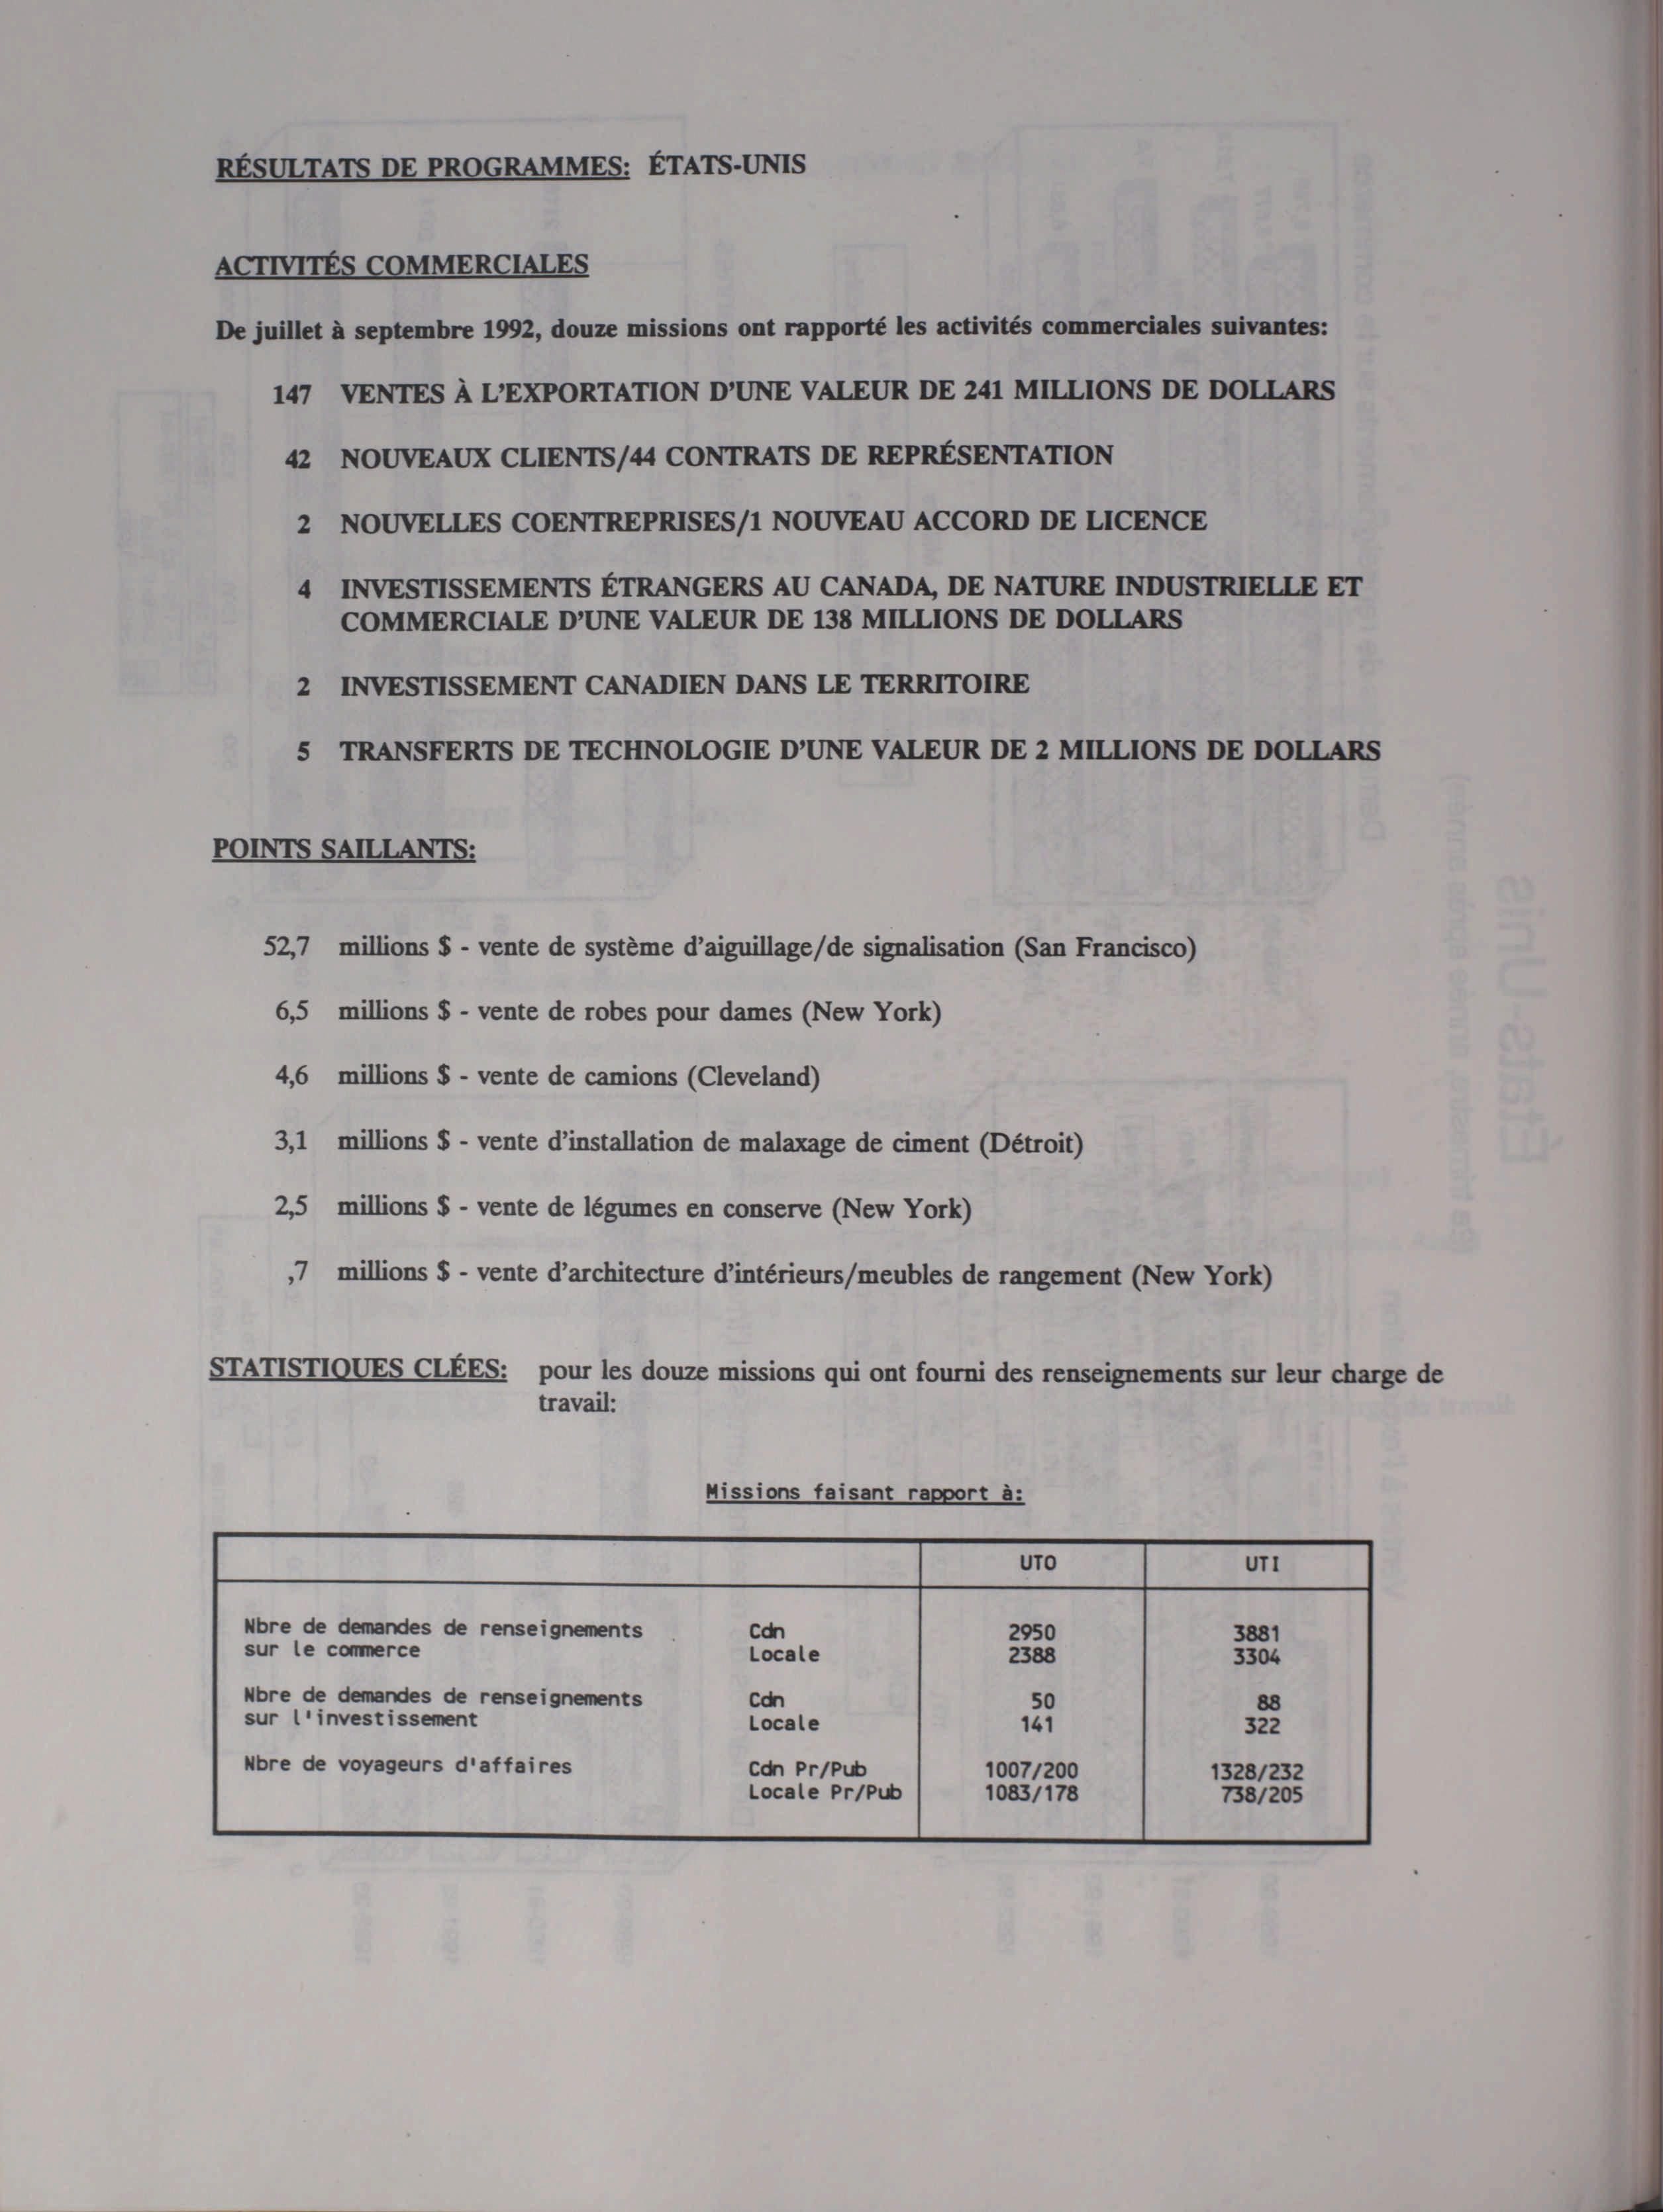 RÉSULTATS DE PROGRAMMES: ÉTATS-UNIS
ACTIVITÉS COMMERCIALES
De juillet à septembre 1992, douze missions ont rapporté les activités commerciales suivantes:
147 VENTES À L'EXPORTATION D'UNE VALEUR DE 241 MILLIONS DE DOLLARS
42 NOUVEAUX CLIENTS/44 CONTRATS DE REPRÉSENTATION
2 NOUVELLES COENTREPRISES/1 NOUVEAU ACCORD DE LICENCE
4 INVESTISSEMENTS ÉTRANGERS AU CANADA, DE NATURE INDUSTRIELLE ET
COMMERCIALE D'UNE VALEUR DE 138 MILLIONS DE DOLLARS
2 INVESTISSEMENT CANADIEN DANS LE TERRITOIRE
5 TRANSFERTS DE TECHNOLOGIE D'UNE VALEUR DE 2 MILLIONS DE DOLLARS
POINTS SAILLANTS:
52,7 millions $ - vente de système d'aiguillage/de signalisation (San Francisco)
6,5 millions $ - vente de robes pour dames (New York)
4,6 millions $ - vente de camions (Cleveland)
3,1 millions $ - vente d'installation de malaxage de ciment (Détroit)
2,5 millions $ - vente de légumes en conserve (New York)
,7 millions $ - vente d'architecture d'intérieurs/meubles de rangement (New York)
STATISTIQUES CLÉES: pour les douze missions qui ont fourni des renseignements sur leur charge de
travail:
Missions faisant rapport à:
UTO UTI
Nbre de demandes de renseignements Cdn 2950 3881
sur le commerce Locale 2388 3304
Nbre de demandes de renseignements Cdn 50 88
sur l'investissement Locale 141 322
Nbre de voyageurs d'affaires Cdn Pr/Pub 1007/200 1328/232
Locale Pr/Pub 1083/178 738/205